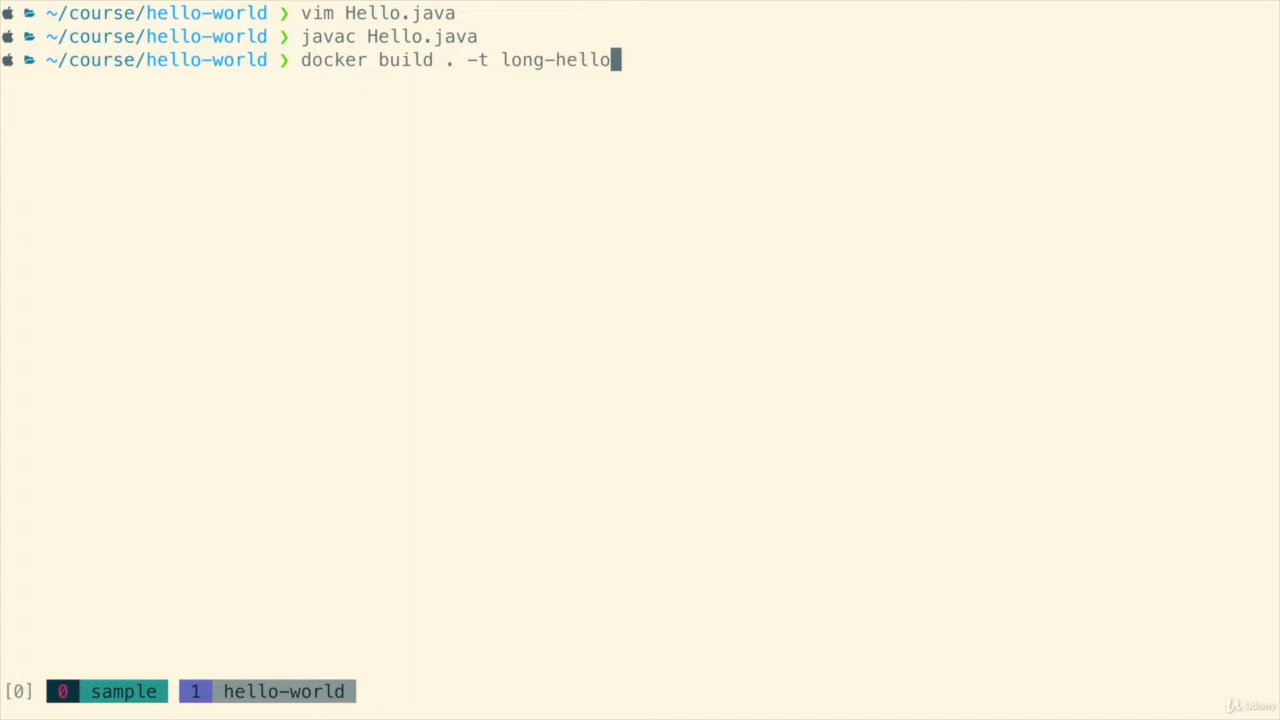 ~/course/hello-world ❯ vim Hello.java
~/course/hello-world ❯ javac Hello.java
~/course/hello-world ❯ docker build . -t long-hello
[0] 0 sample 1 hello-world
Udemy